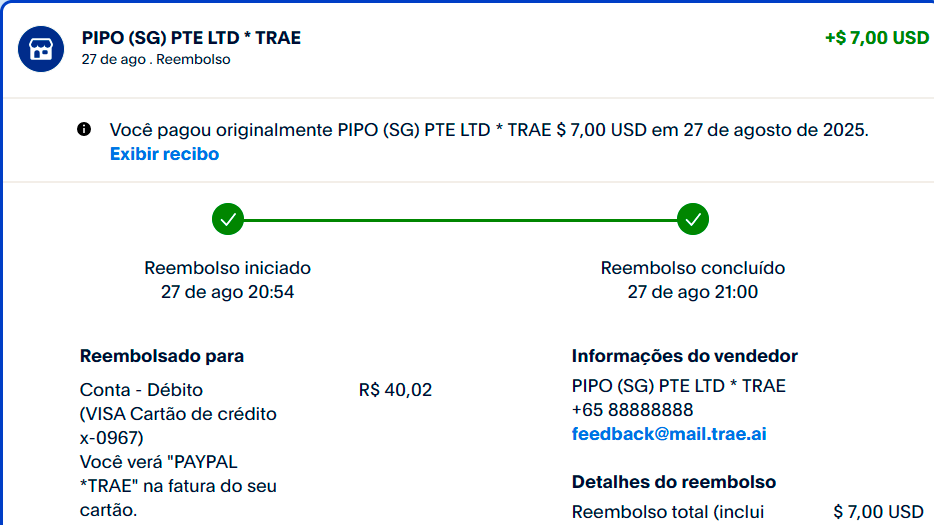 PIPO (SG) PTE LTD * TRAE
+$ 7,00 USD
27 de ago . Reembolso
Você pagou originalmente PIPO (SG) PTE LTD * TRAE $ 7,00 USD em 27 de agosto de 2025.
Exibir recibo
Reembolso iniciado
27 de ago 20:54
Reembolso concluído
27 de ago 21:00
Reembolsado para
Conta - Débito
(VISA Cartão de crédito
x-0967)
R$ 40,02
Você verá "PAYPAL
*TRAE" na fatura do seu
cartão.
Informações do vendedor
PIPO (SG) PTE LTD * TRAE
+65 88888888
feedback@mail.trae.ai
Detalhes do reembolso
Reembolso total (inclui
$ 7,00 USD